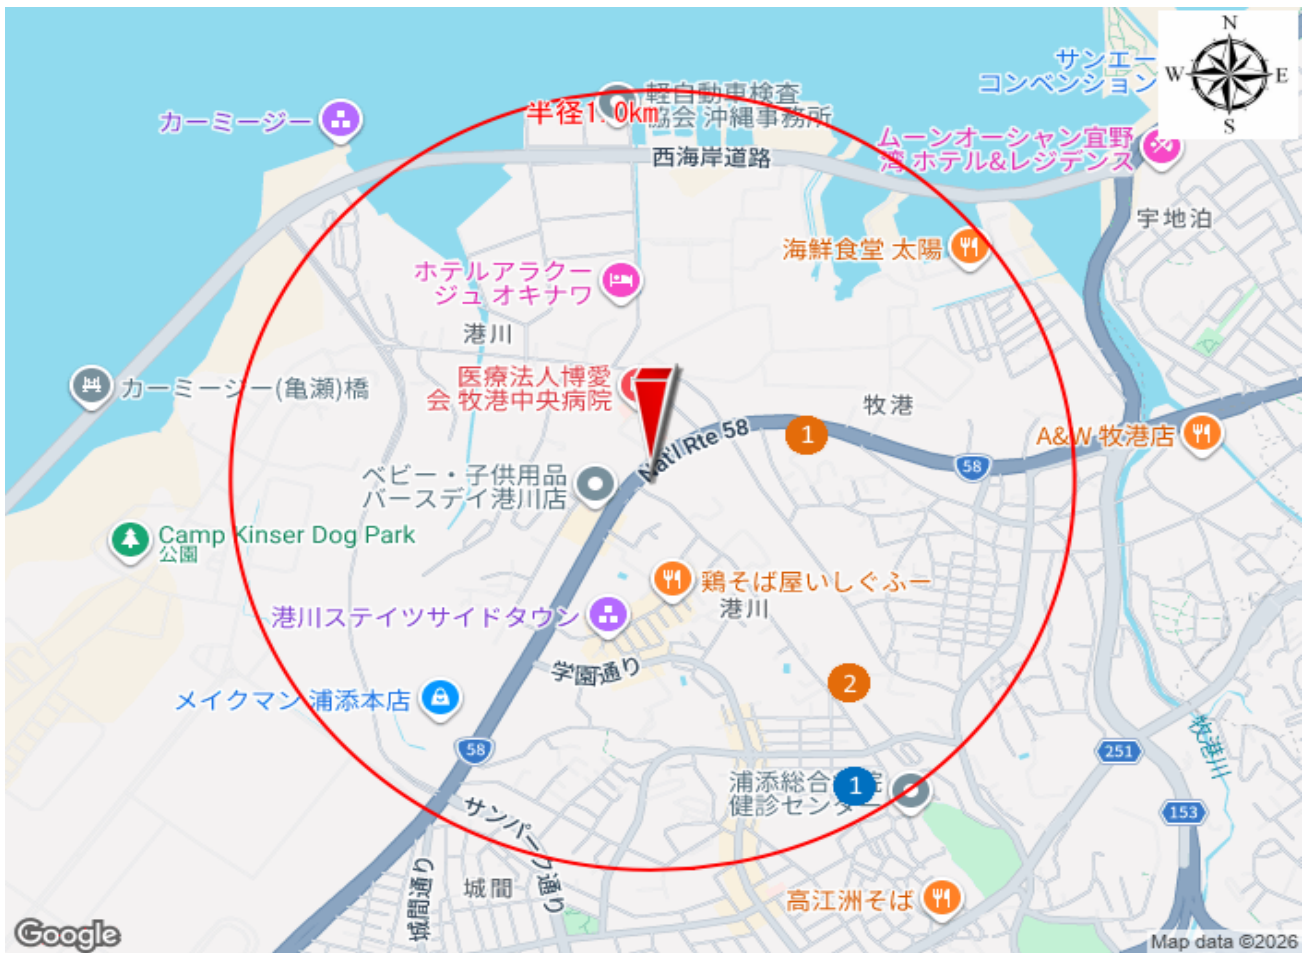 N
W E
S
サンエー
コンベンション
カーミージー
半径1.0km
軽自動車検査
協会 沖縄事務所
西海岸道路
ムーンオーシャン宜野
湾 ホテル&レジデンス
宇地泊
海鮮食堂 太陽
ホテルアラクー
ジュ オキナワ
港川
カーミージー(亀瀬)橋
医療法人博愛
会 牧港中央病院
牧港
Nat'l Rte 58
1
A&W 牧港店
58
ベビー・子供用品
バースデイ港川店
Camp Kinser Dog Park
公園
鶏そば屋いしぐふー
港川
港川ステイツサイドタウン
学園通り
2
メイクマン 浦添本店
58
251
牧港川
浦添総合 院
健診センター
1
153
サンパーク通り
城間
城間通り
高江洲そば
Google
Map data ©2026